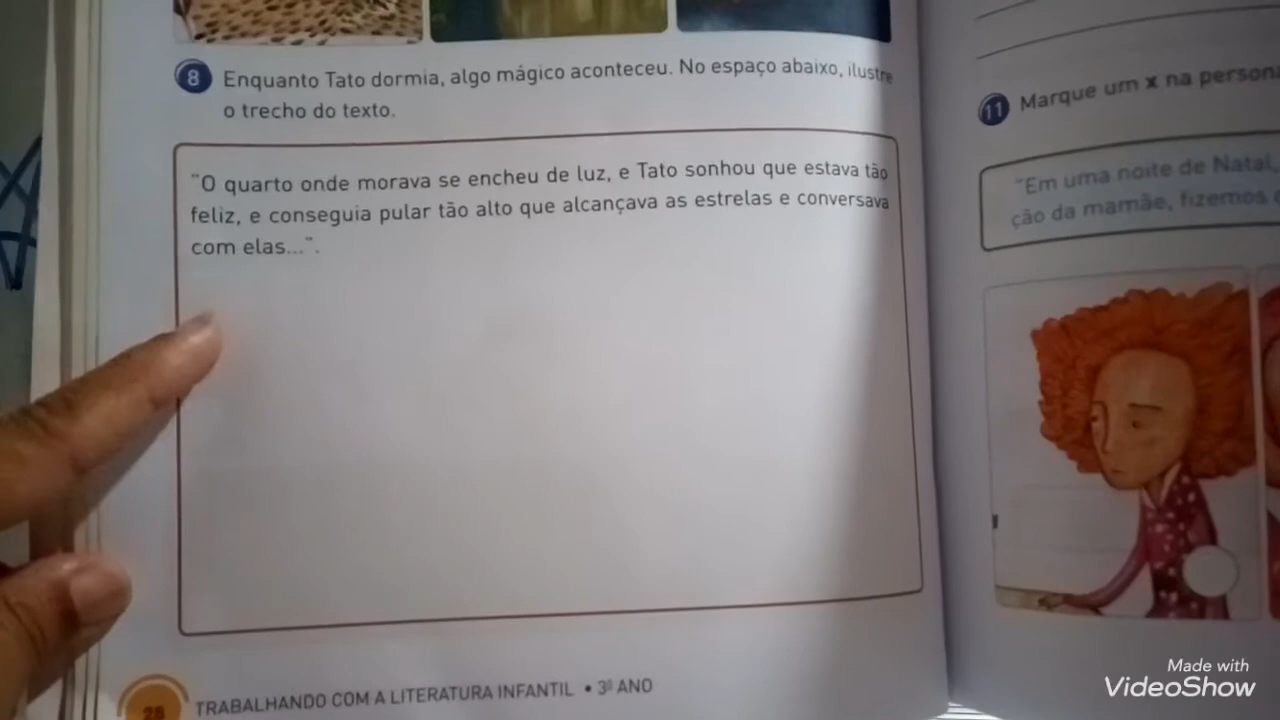 8 Enquanto Tato dormia, algo mágico aconteceu. No espaço abaixo, ilustre
o trecho do texto.
"O quarto onde morava se encheu de luz, e Tato sonhou que estava tão
feliz, e conseguia pular tão alto que alcançava as estrelas e conversava
com elas...".
28 TRABALHANDO COM A LITERATURA INFANTIL • 3º ANO
11 Marque um x na person
"Em uma noite de Natal,
ção da mamãe, fizemos
Made with
VideoShow